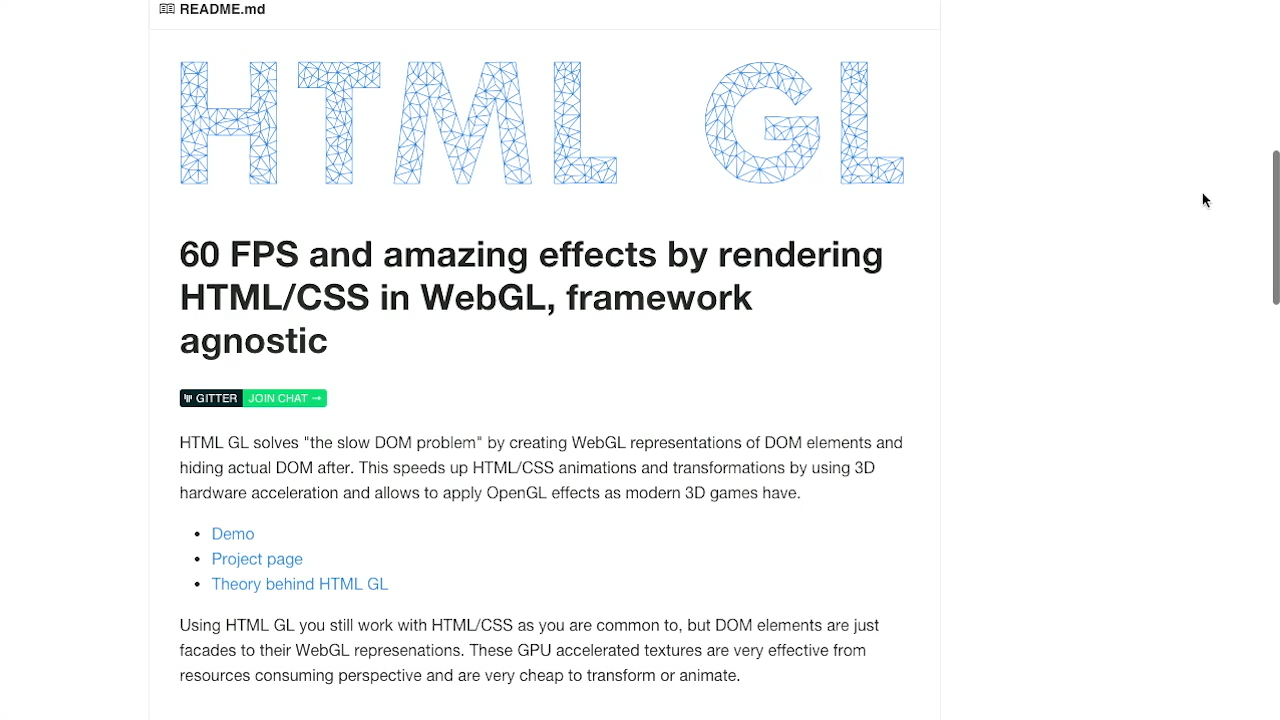 README.md
HTML GL
60 FPS and amazing effects by rendering
HTML/CSS in WebGL, framework
agnostic
GITTER JOIN CHAT →
HTML GL solves "the slow DOM problem" by creating WebGL representations of DOM elements and
hiding actual DOM after. This speeds up HTML/CSS animations and transformations by using 3D
hardware acceleration and allows to apply OpenGL effects as modern 3D games have.
• Demo
• Project page
• Theory behind HTML GL
Using HTML GL you still work with HTML/CSS as you are common to, but DOM elements are just
facades to their WebGL represenations. These GPU accelerated textures are very effective from
resources consuming perspective and are very cheap to transform or animate.